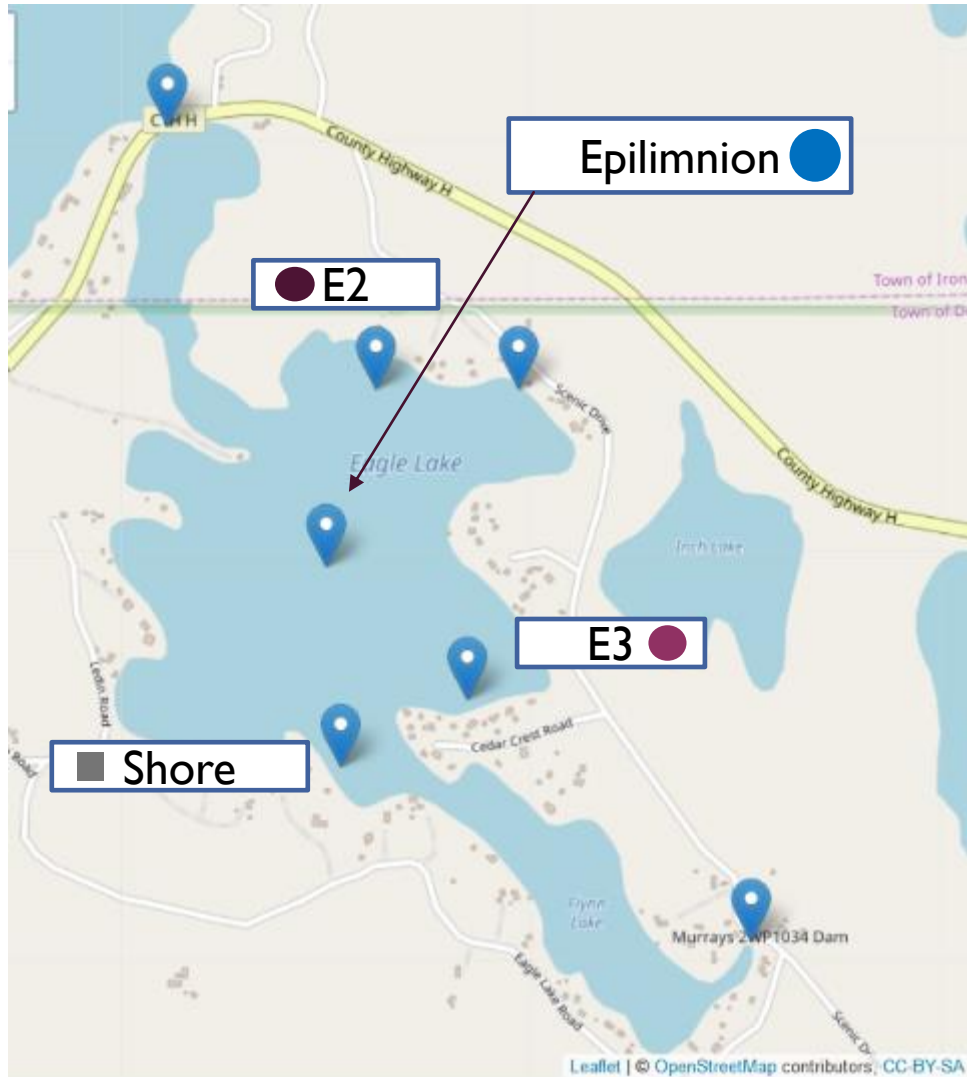 C H H
County Highway H
Epilimnion
E2
Town of Iron
Town of D
Scenic Drive
Eagle Lake
County Highway H
Inch Lake
E3
Ledin Road
Cedar Crest Road
Road
Shore
Flynn
Lake
Murrays 2WP1034 Dam
Eagle Lake Road
Scenic D
Leaflet | © OpenStreetMap contributors, CC-BY-SA